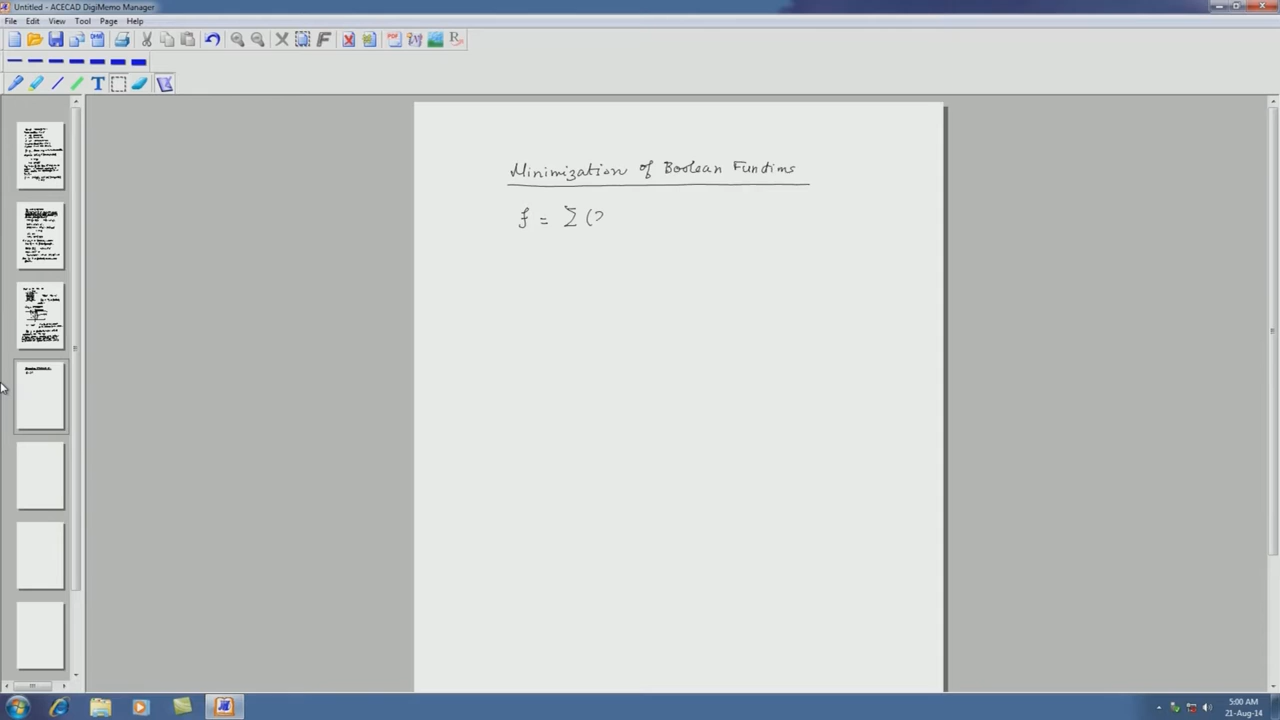 Untitled - ACECAD DigiMemo Manager
File Edit View Tool Page Help
Minimization of Boolean Functions
f = Σ (2
5:00 AM
21-Aug-14